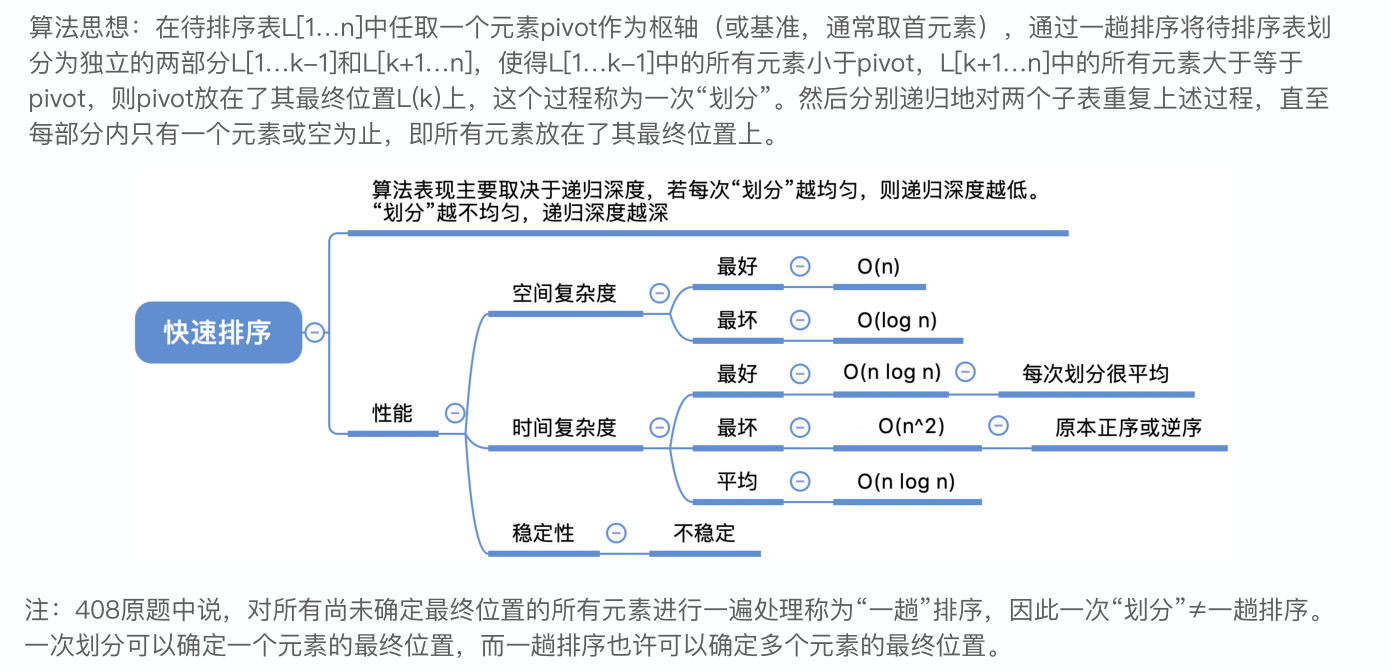 算法思想：在待排序表L[1…n]中任取一个元素pivot作为枢轴（或基准，通常取首元素），通过一趟排序将待排序表划
分为独立的两部分L[1…k–1]和L[k+1…n]，使得L[1…k–1]中的所有元素小于pivot，L[k+1…n]中的所有元素大于等于
pivot，则pivot放在了其最终位置L(k)上，这个过程称为一次“划分”。然后分别递归地对两个子表重复上述过程，直至
每部分内只有一个元素或空为止，即所有元素放在了其最终位置上。
算法表现主要取决于递归深度，若每次“划分”越均匀，则递归深度越低。
“划分”越不均匀，递归深度越深
快速排序
性能
空间复杂度
最好
O(n)
最坏
O(log n)
时间复杂度
最好
O(n log n)
每次划分很平均
最坏
O(n^2)
原本正序或逆序
平均
O(n log n)
稳定性
不稳定
注：408原题中说，对所有尚未确定最终位置的所有元素进行一遍处理称为“一趟”排序，因此一次“划分”≠一趟排序。
一次划分可以确定一个元素的最终位置，而一趟排序也许可以确定多个元素的最终位置。